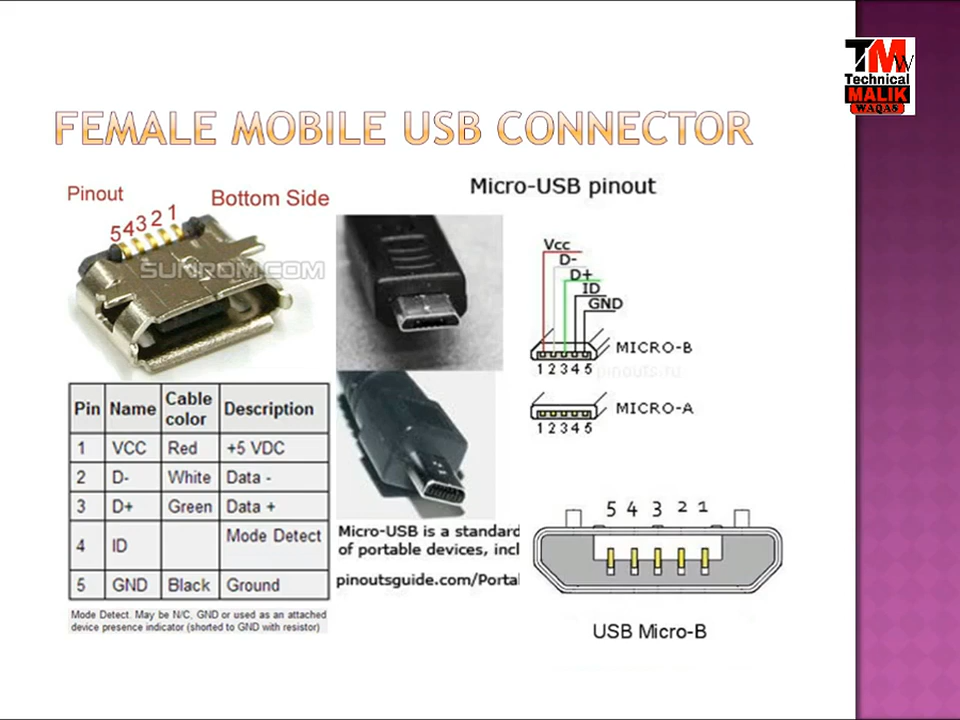 TMW
Technical
MALIK
WAQAS
FEMALE MOBILE USB CONNECTOR
Pinout
Bottom Side
5 4 3 2 1
SUNROM.COM
Pin Name Cable color Description
1 VCC Red +5 VDC
2 D- White Data -
3 D+ Green Data +
4 ID Mode Detect
5 GND Black Ground
Mode Detect. May be N/C, GND or used as an attached
device presence indicator (shorted to GND with resistor)
Micro-USB pinout
Vcc
D-
D+
ID
GND
MICRO-B
1 2 3 4 5
pinouts.ru
MICRO-A
1 2 3 4 5
Micro-USB is a standard
of portable devices, incl
pinoutsguide.com/Portal
5 4 3 2 1
USB Micro-B